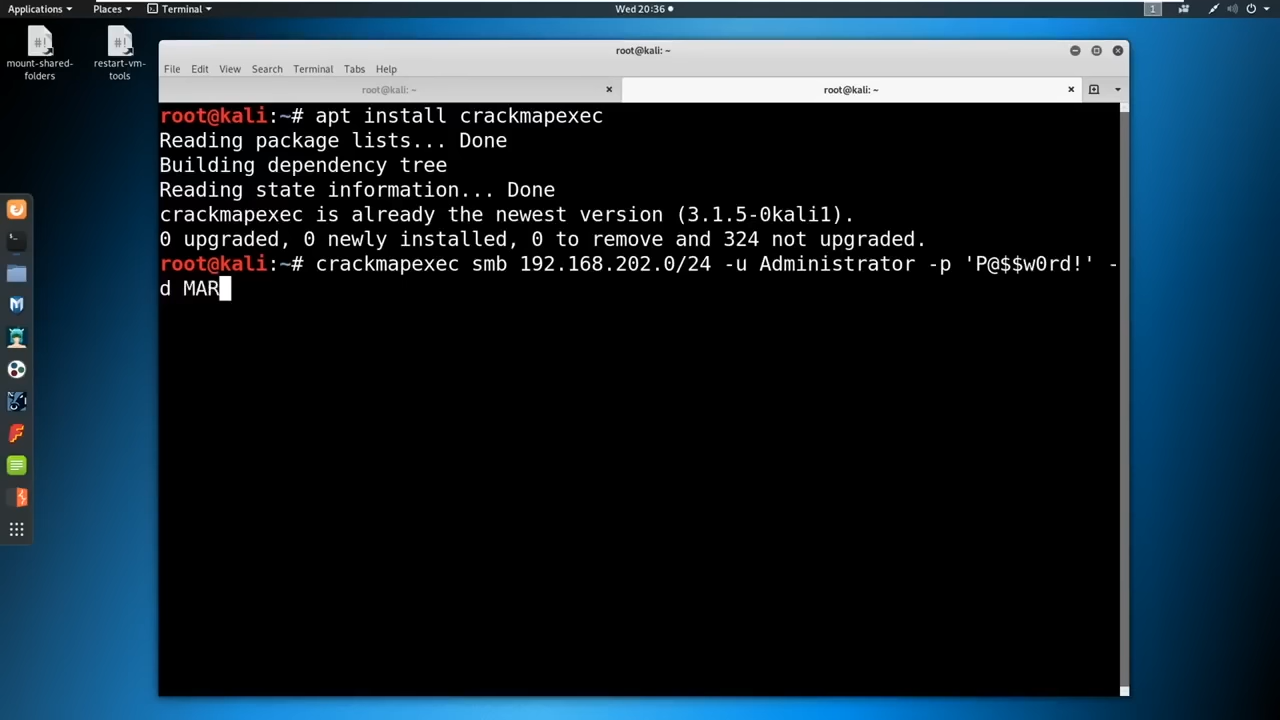 Applications Places Terminal Wed 20:36 1
mount-shared-folders
restart-vm-tools
root@kali: ~
File Edit View Search Terminal Tabs Help
root@kali: ~ root@kali: ~
root@kali:~# apt install crackmapexec
Reading package lists... Done
Building dependency tree
Reading state information... Done
crackmapexec is already the newest version (3.1.5-0kali1).
0 upgraded, 0 newly installed, 0 to remove and 324 not upgraded.
root@kali:~# crackmapexec smb 192.168.202.0/24 -u Administrator -p 'P@$$w0rd!' -
d MAR